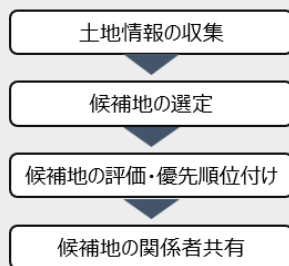 土地情報の収集
候補地の選定
候補地の評価・優先順位付け
候補地の関係者共有